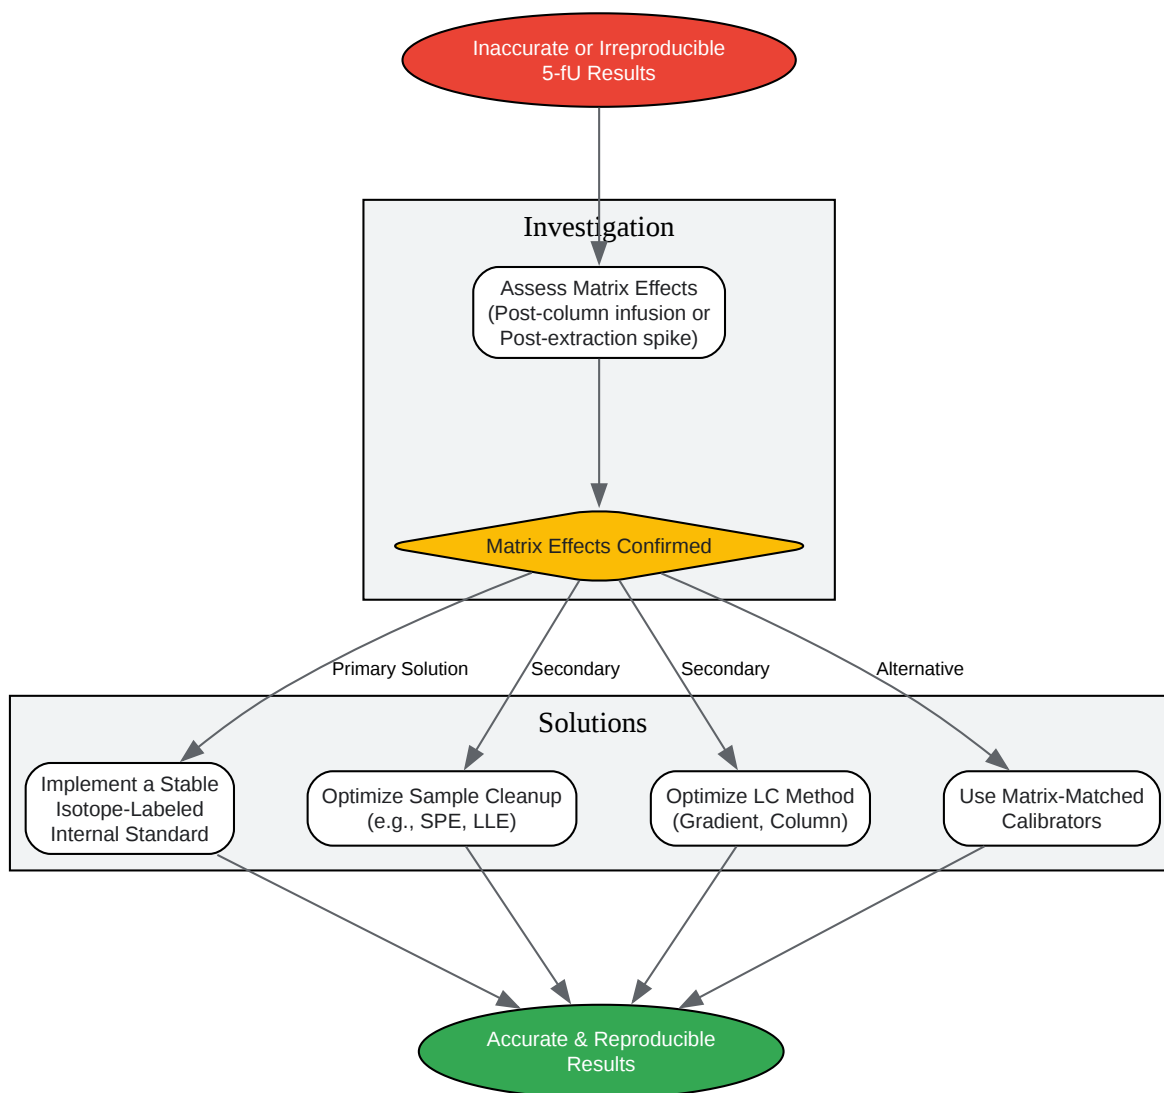 Inaccurate or Irreproducible
5-fU Results
Investigation
Assess Matrix Effects
(Post-column infusion or
Post-extraction spike)
Matrix Effects Confirmed
Primary Solution
Secondary
Secondary
Alternative
Solutions
Implement a Stable
Isotope-Labeled
Internal Standard
Optimize Sample Cleanup
(e.g., SPE, LLE)
Optimize LC Method
(Gradient, Column)
Use Matrix-Matched
Calibrators
Accurate & Reproducible
Results